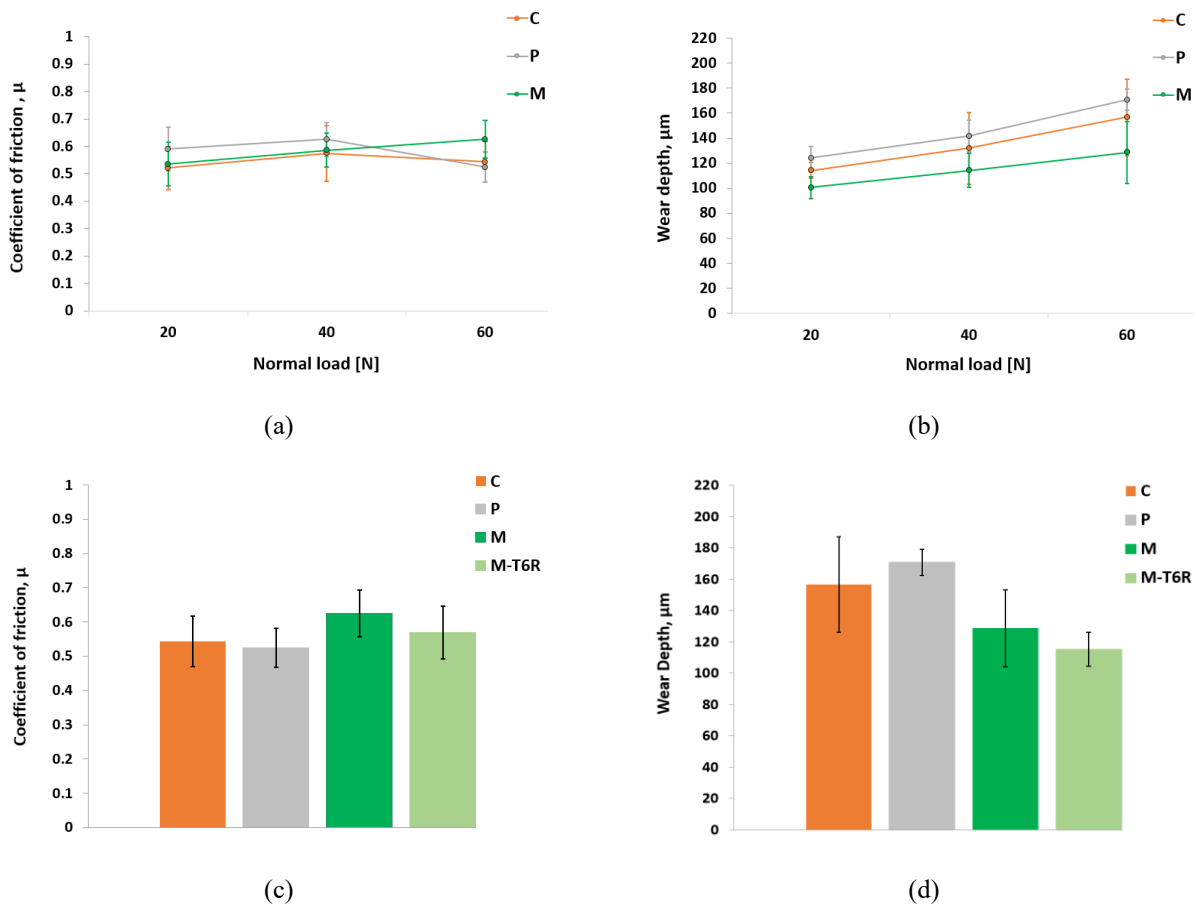 C
P
M
Coefficient of friction , μ
1
0.9
0.8
0.7
0.6
0.5
0.4
0.3
0.2
0.1
0
20
40
60
Normal load [N]
(a)
C
P
M
Wear depth, μm
220
200
180
160
140
120
100
80
60
40
20
0
20
40
60
Normal load [N]
(b)
C
P
M
M-T6R
Coefficient of friction, μ
1
0.9
0.8
0.7
0.6
0.5
0.4
0.3
0.2
0.1
0
(c)
C
P
M
M-T6R
Wear Depth, μm
220
200
180
160
140
120
100
80
60
40
20
0
(d)